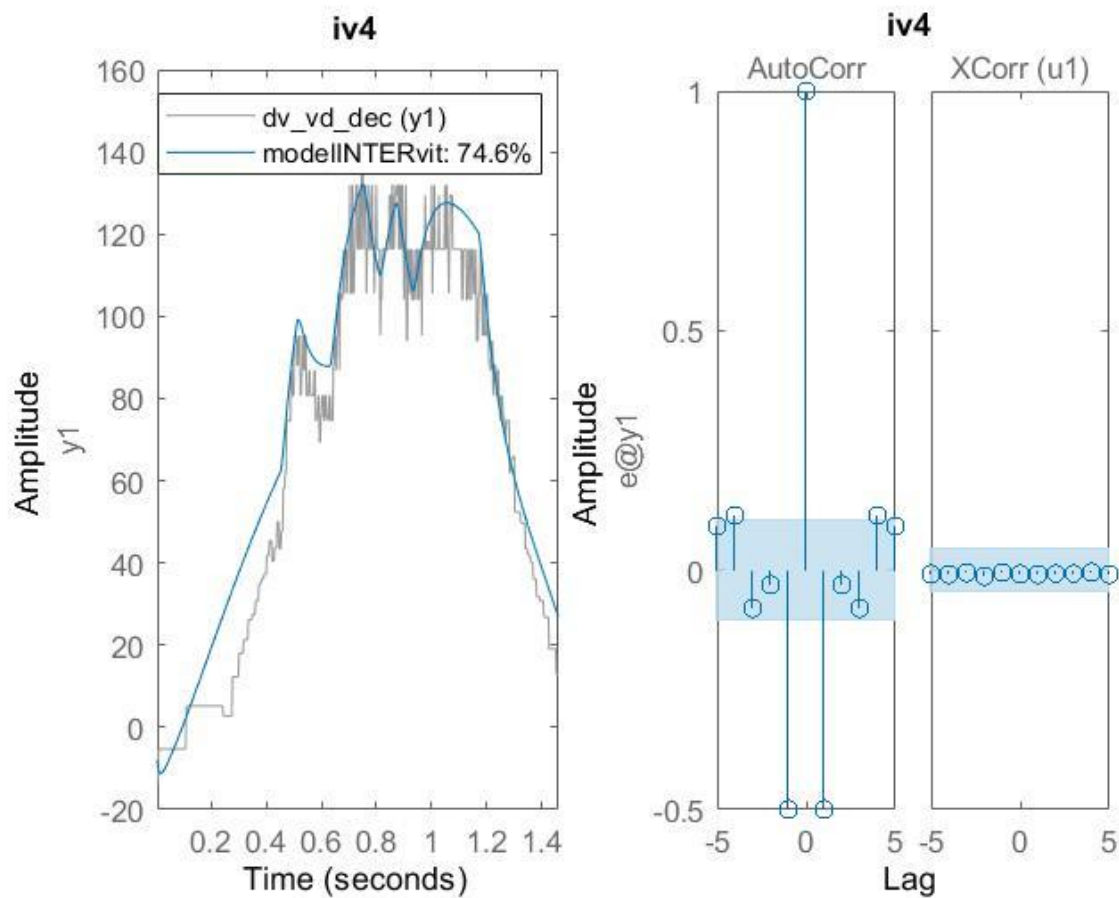 iv4
160
140
120
100
80
60
40
20
0
-20
dv_vd_dec (y1)
modelINTERvit: 74.6%
Amplitude
y1
0.2 0.4 0.6 0.8 1 1.2 1.4
Time (seconds)
iv4
AutoCorr
XCorr (u1)
1
0.5
0
-0.5
Amplitude
e@y1
-5 0 5
-5 0 5
Lag